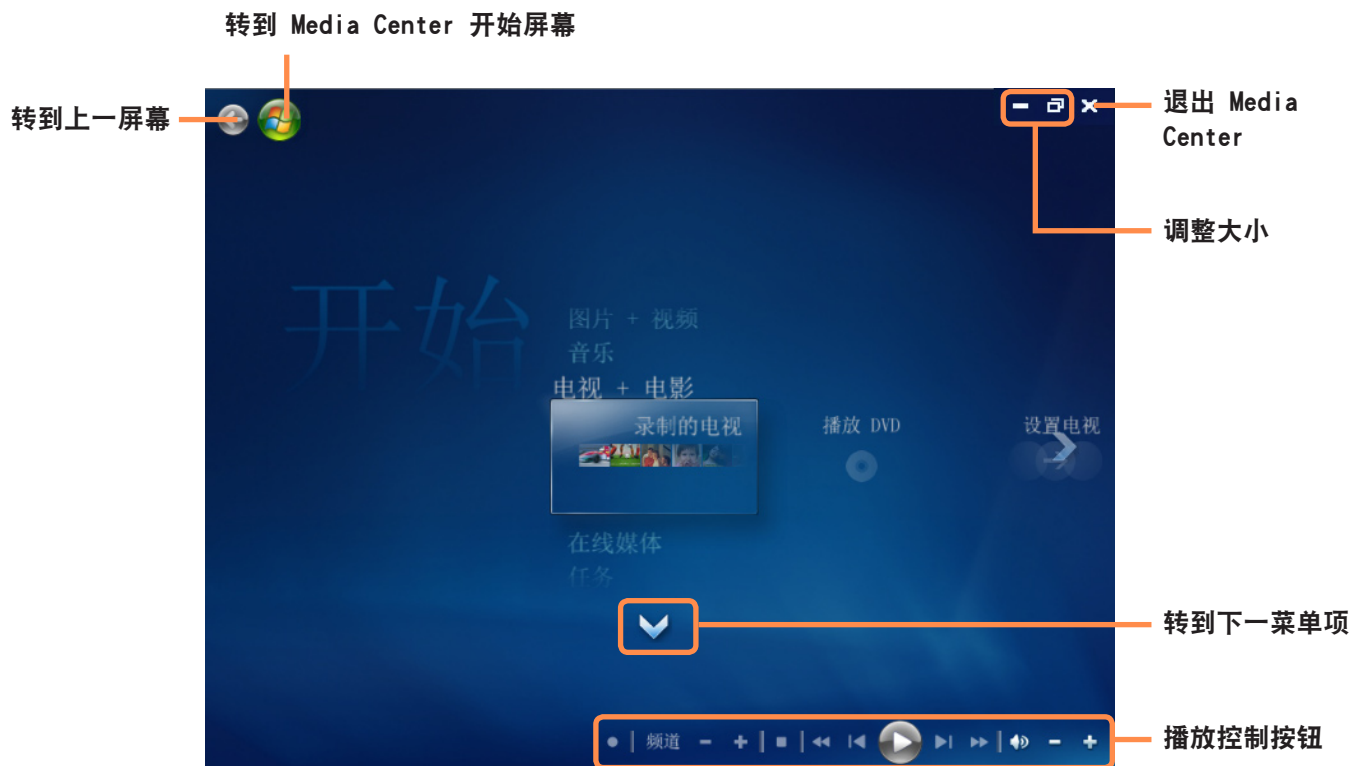 转到 Media Center 开始屏幕
转到上一屏幕
退出 Media
Center
调整大小
开始
图片 + 视频
音乐
电视 + 电影
录制的电视
播放 DVD
设置电视
在线媒体
任务
转到下一菜单项
频道
播放控制按钮